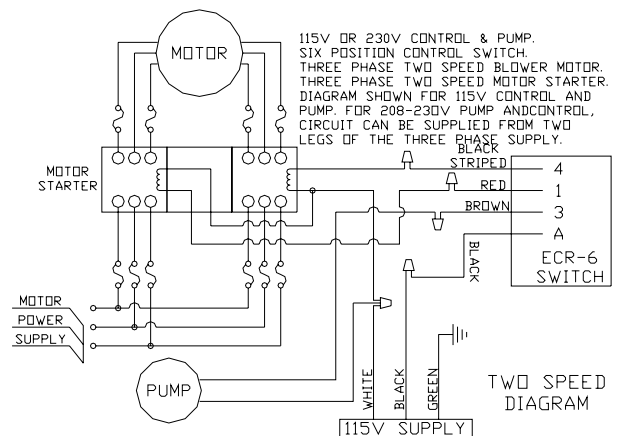 MOTOR
115V OR 230V CONTROL & PUMP.
SIX POSITION CONTROL SWITCH.
THREE PHASE TWO SPEED BLOWER MOTOR.
THREE PHASE TWO SPEED MOTOR STARTER.
DIAGRAM SHOWN FOR 115V CONTROL AND
PUMP. FOR 208-230V PUMP ANDCONTROL,
CIRCUIT CAN BE SUPPLIED FROM TWO
LEGS OF THE THREE PHASE SUPPLY.
BLACK
STRIPED
4
MOTOR
STARTER
RED
1
BROWN
3
A
BLACK
ECR-6
SWITCH
MOTOR
POWER
SUPPLY
PUMP
WHITE
BLACK
GREEN
TWO SPEED
DIAGRAM
115V SUPPLY